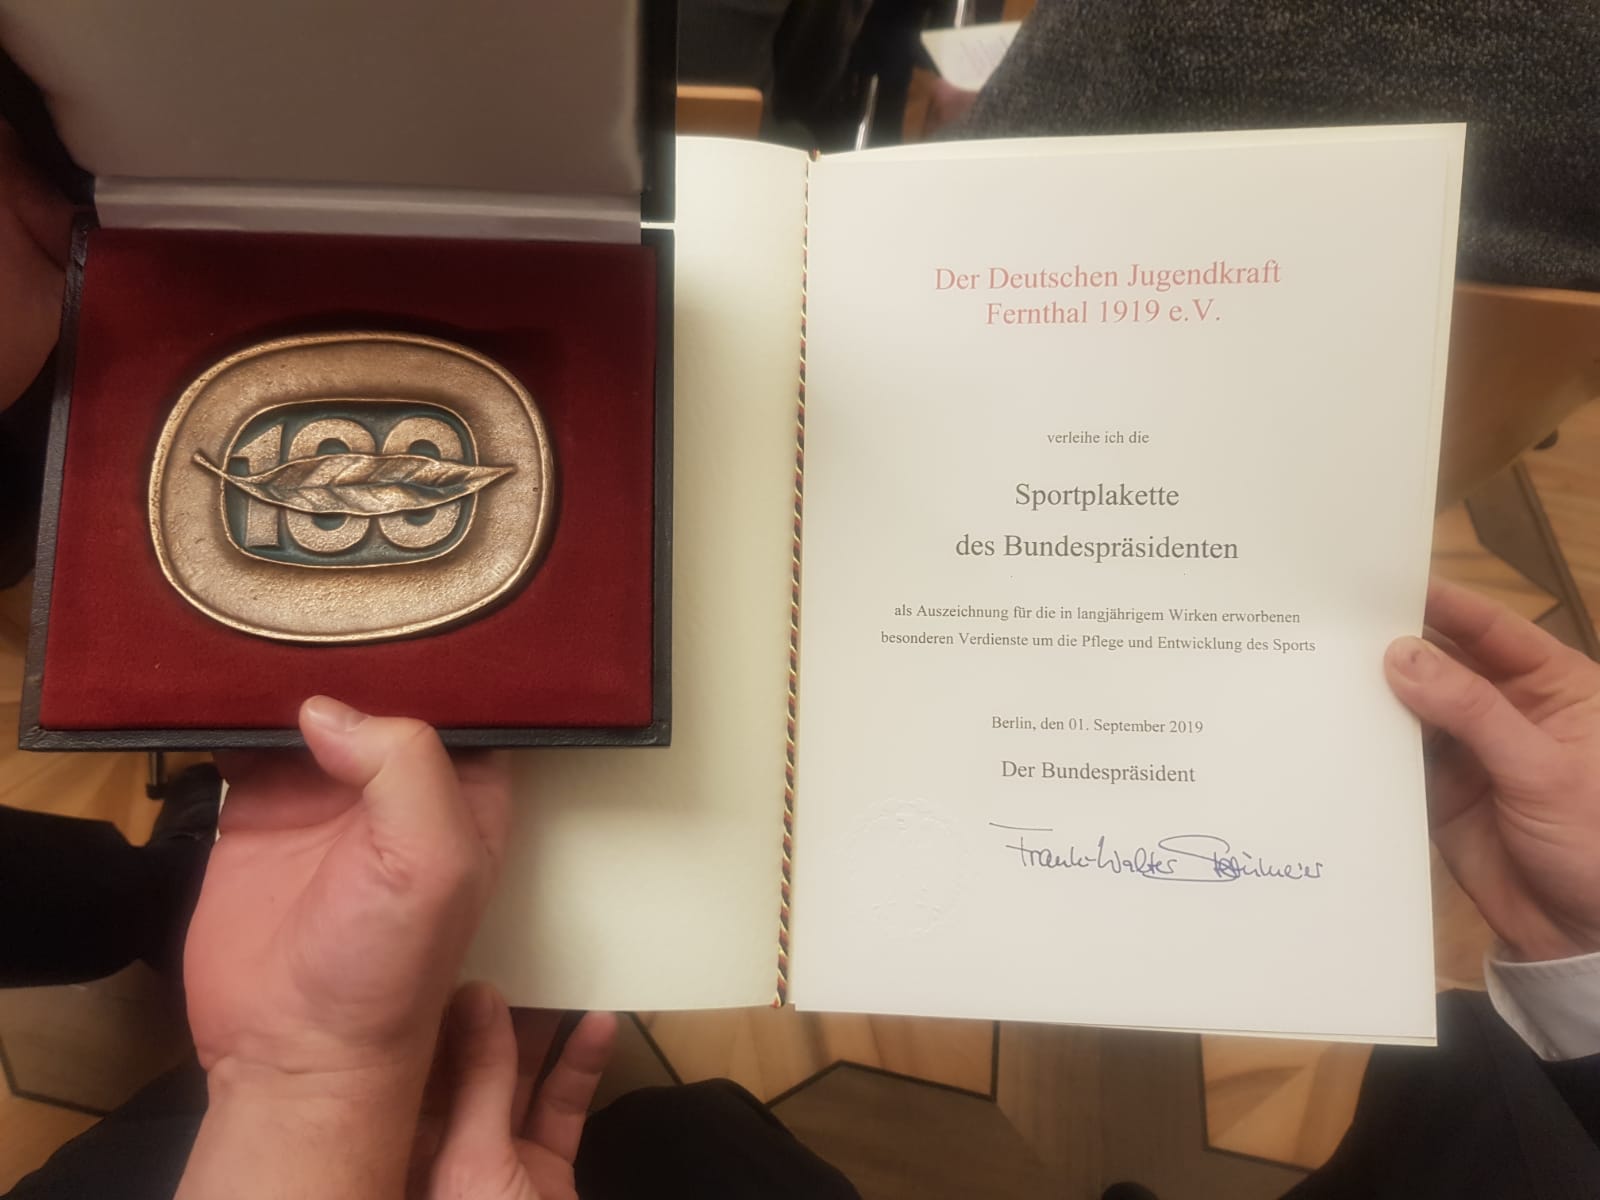 100
Der Deutschen Jugendkraft
Fernthal 1919 e.V.
verleihe ich die
Sportplakette
des Bundespräsidenten
als Auszeichnung für die in langjährigem Wirken erworbenen
besonderen Verdienste um die Pflege und Entwicklung des Sports
Berlin, den 01. September 2019
Der Bundespräsident
Frank-Walter Steinmeier